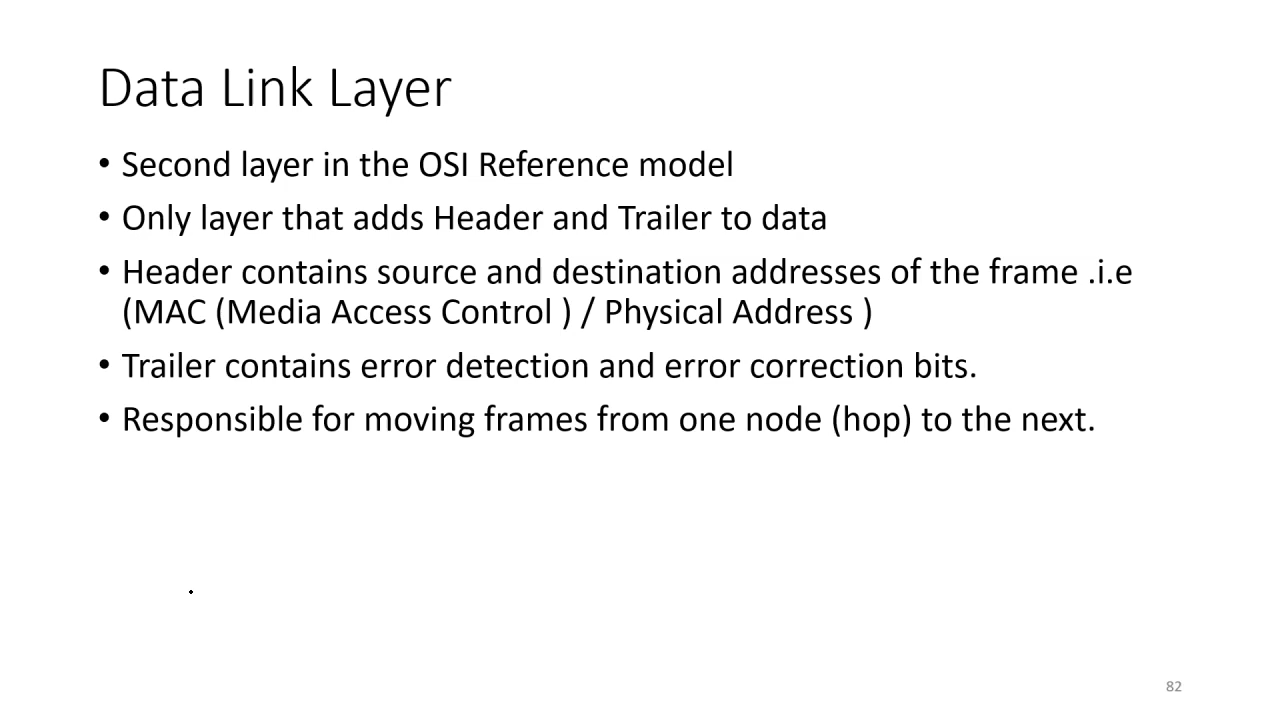 Data Link Layer
• Second layer in the OSI Reference model
• Only layer that adds Header and Trailer to data
• Header contains source and destination addresses of the frame .i.e
(MAC (Media Access Control ) / Physical Address )
• Trailer contains error detection and error correction bits.
• Responsible for moving frames from one node (hop) to the next.
82